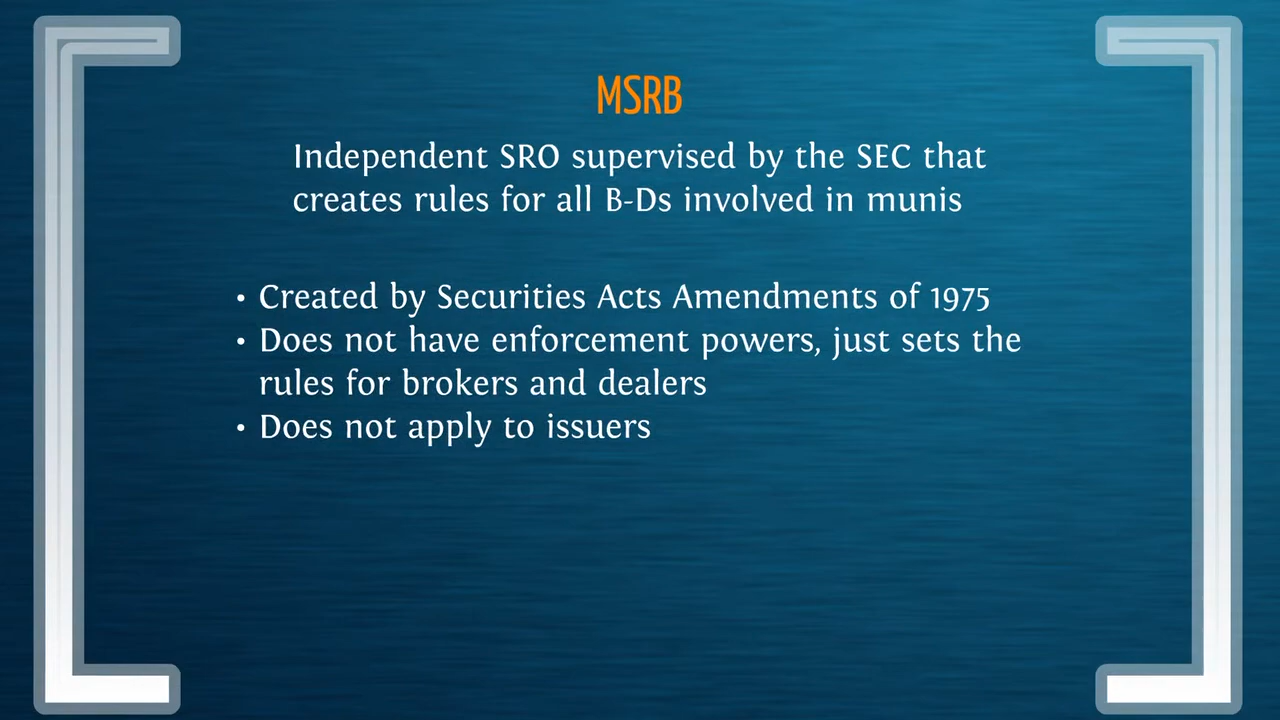 MSRB
Independent SRO supervised by the SEC that
creates rules for all B-Ds involved in munis
• Created by Securities Acts Amendments of 1975
• Does not have enforcement powers, just sets the
rules for brokers and dealers
• Does not apply to issuers